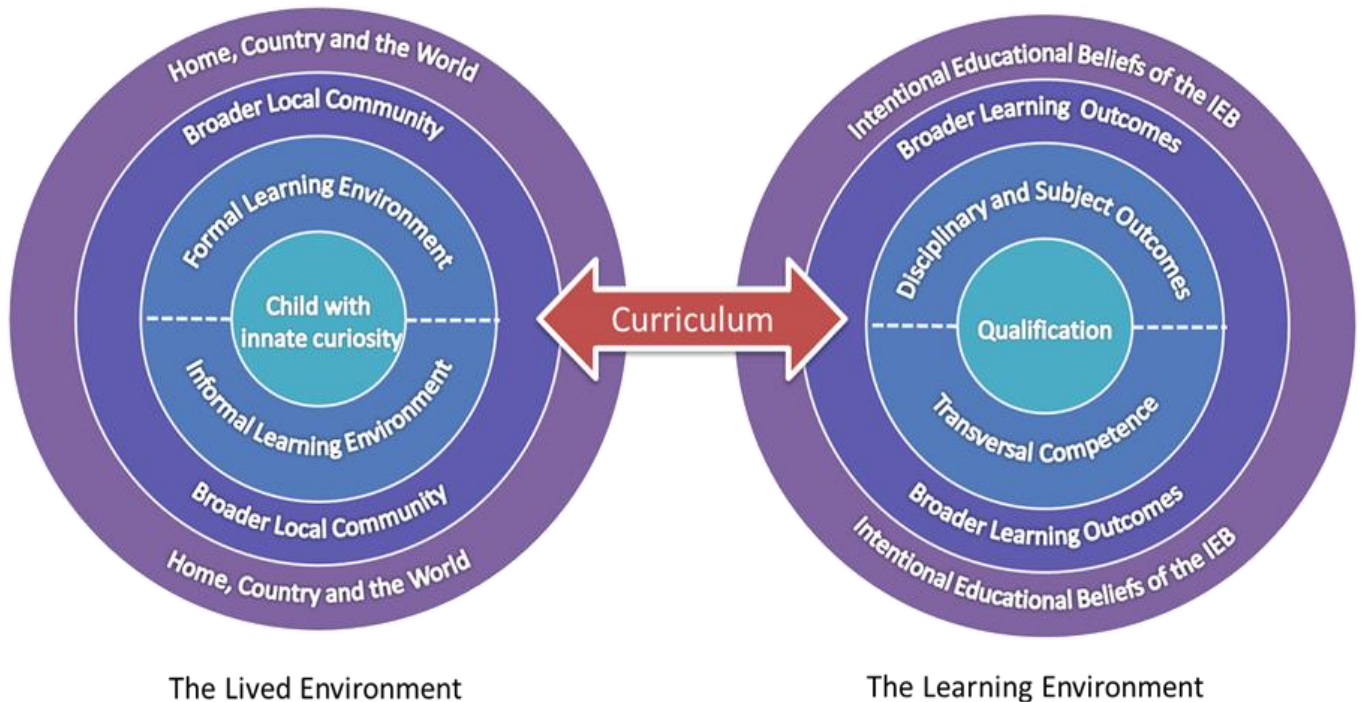 Home, Country and the World
Broader Local Community
Formal Learning Environment
Child with
innate curiosity
Informal Learning Environment
Broader Local Community
Home, Country and the World
The Lived Environment
Curriculum
Intentional Educational Beliefs of the IEB
Broader Learning Outcomes
Disciplinary and Subject Outcomes
Qualification
Transversal Competence
Broader Learning Outcomes
Intentional Educational Beliefs of the IEB
The Learning Environment